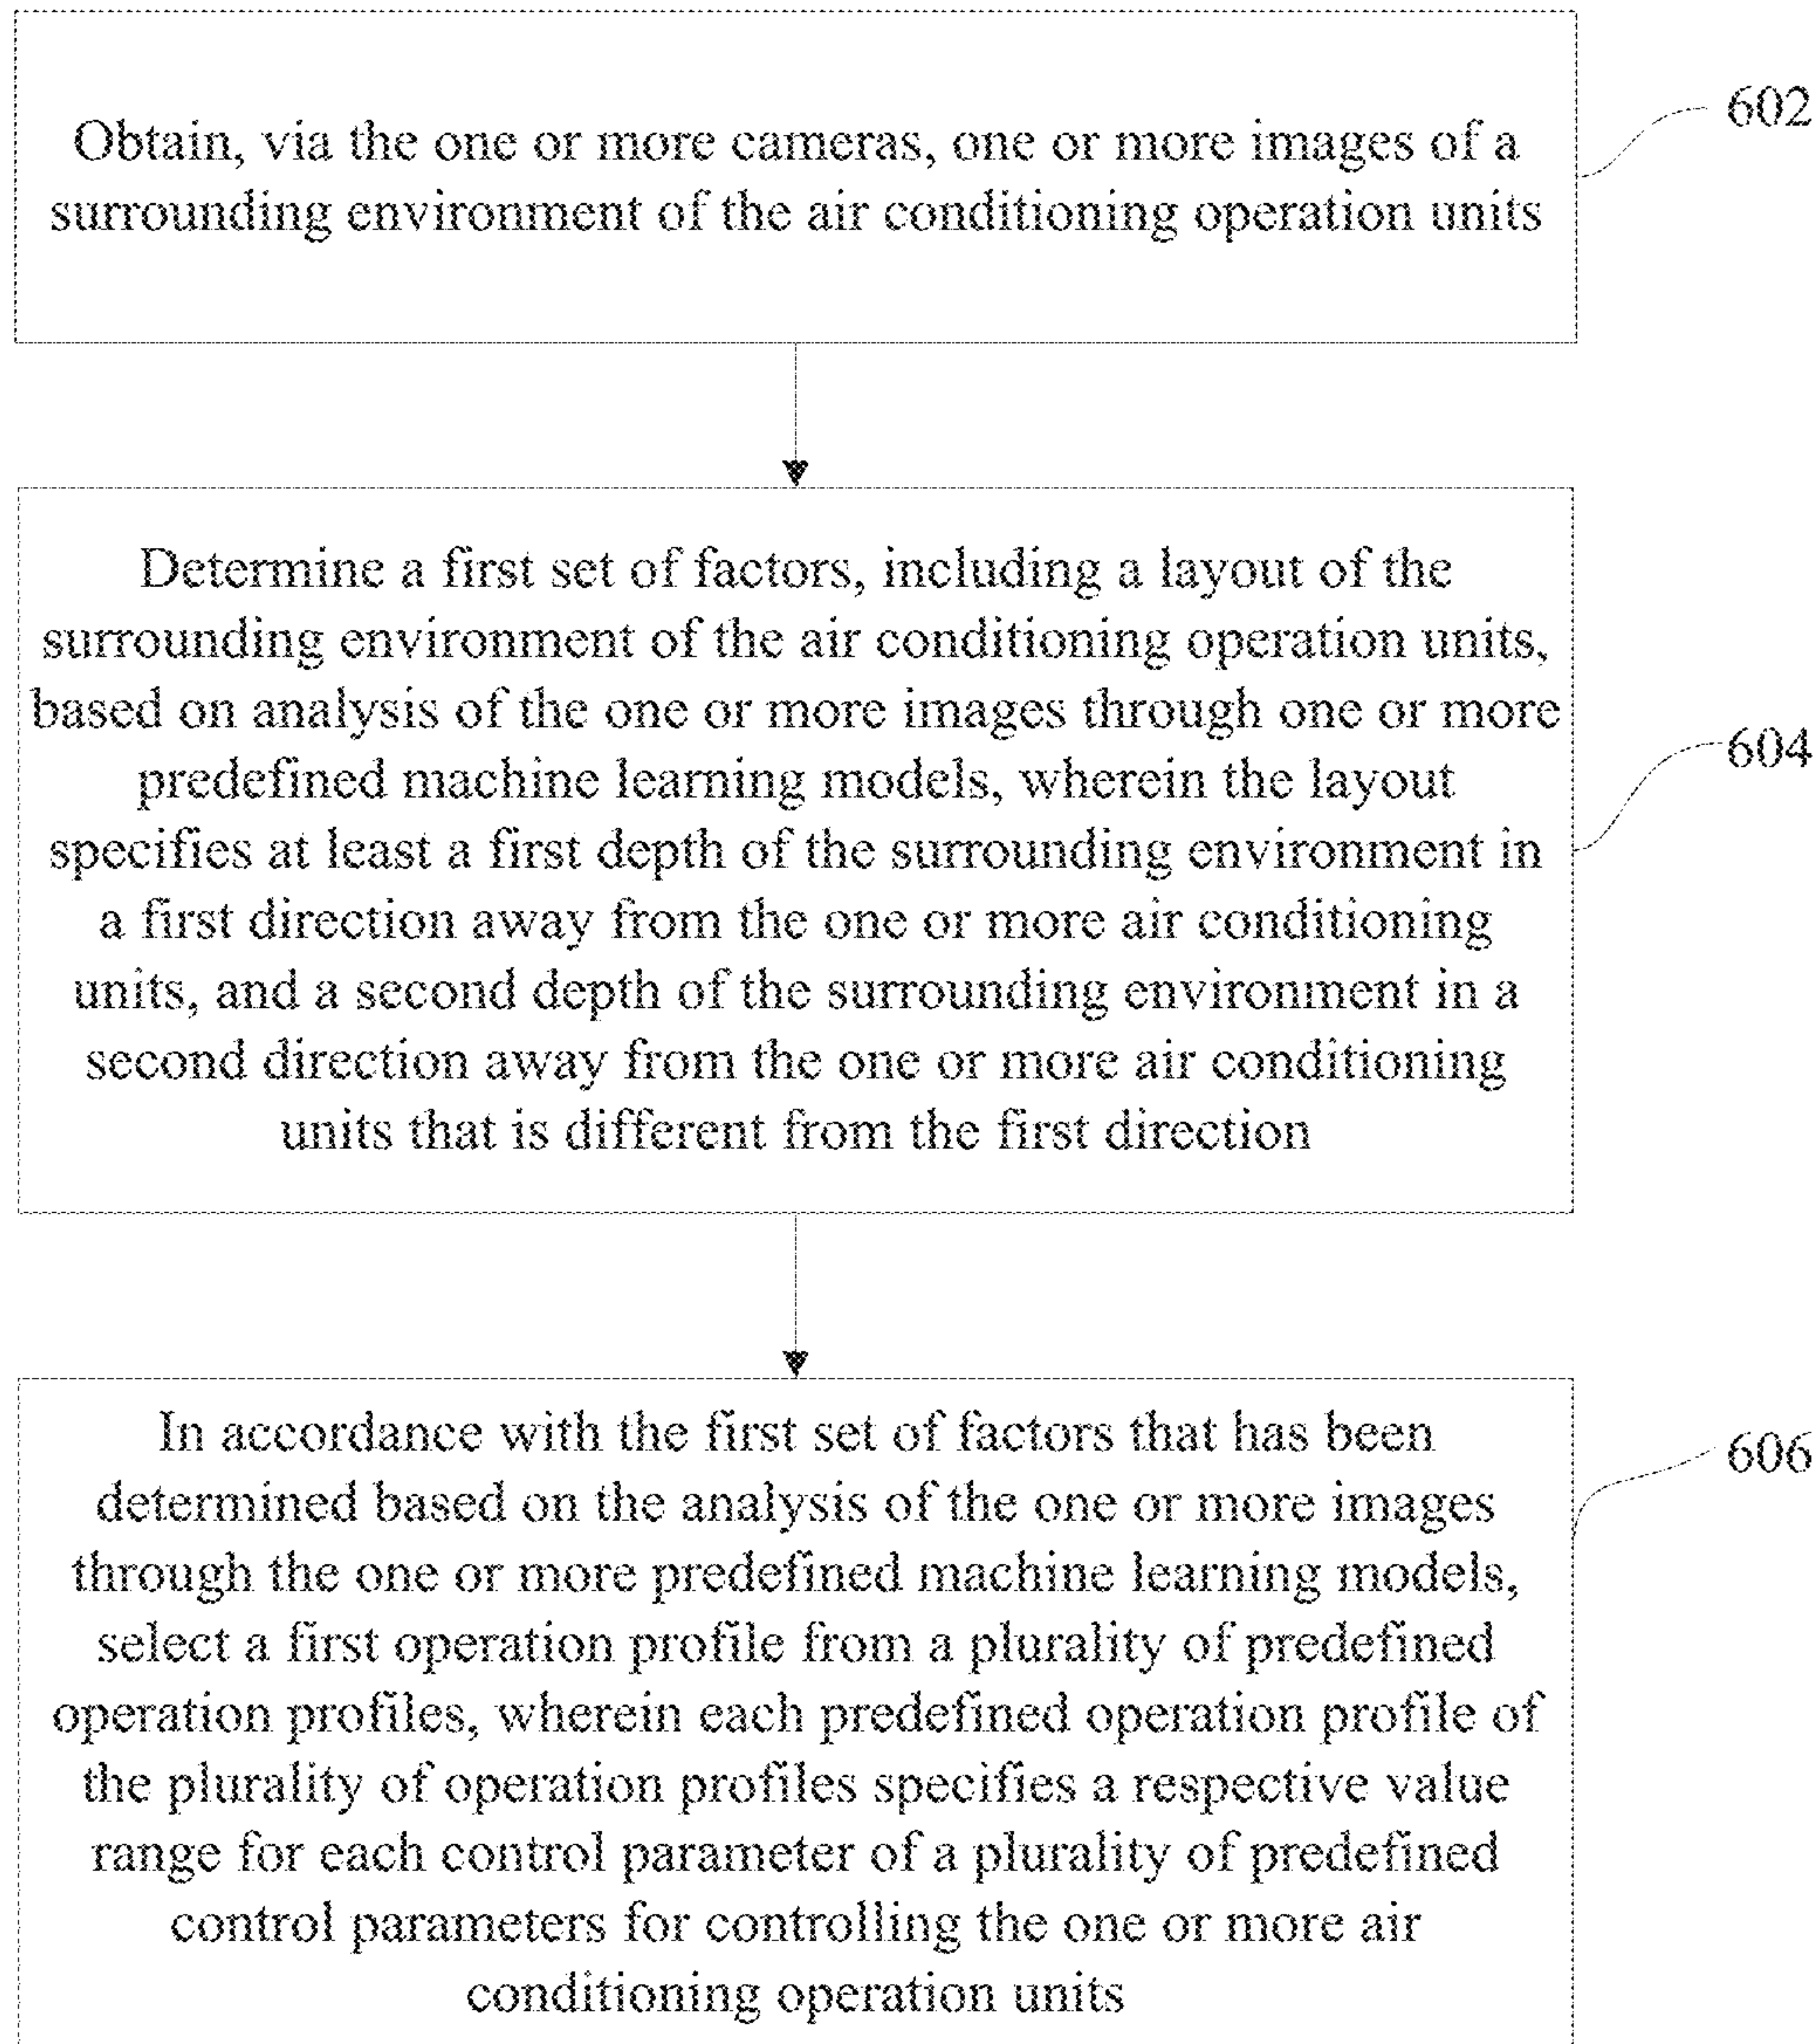 Obtain, via the one or more cameras, one or more images of a
surrounding environment of the air conditioning operation units
602
Determine a first set of factors, including a layout of the
surrounding environment of the air conditioning operation units,
based on analysis of the one or more images through one or more
predefined machine learning models, wherein the layout
specifies at least a first depth of the surrounding environment in
a first direction away from the one or more air conditioning
units, and a second depth of the surrounding environment in a
second direction away from the one or more air conditioning
units that is different from the first direction
604
In accordance with the first set of factors that has been
determined based on the analysis of the one or more images
through the one or more predefined machine learning models,
select a first operation profile from a plurality of predefined
operation profiles, wherein each predefined operation profile of
the plurality of operation profiles specifies a respective value
range for each control parameter of a plurality of predefined
control parameters for controlling the one or more air
conditioning operation units
606